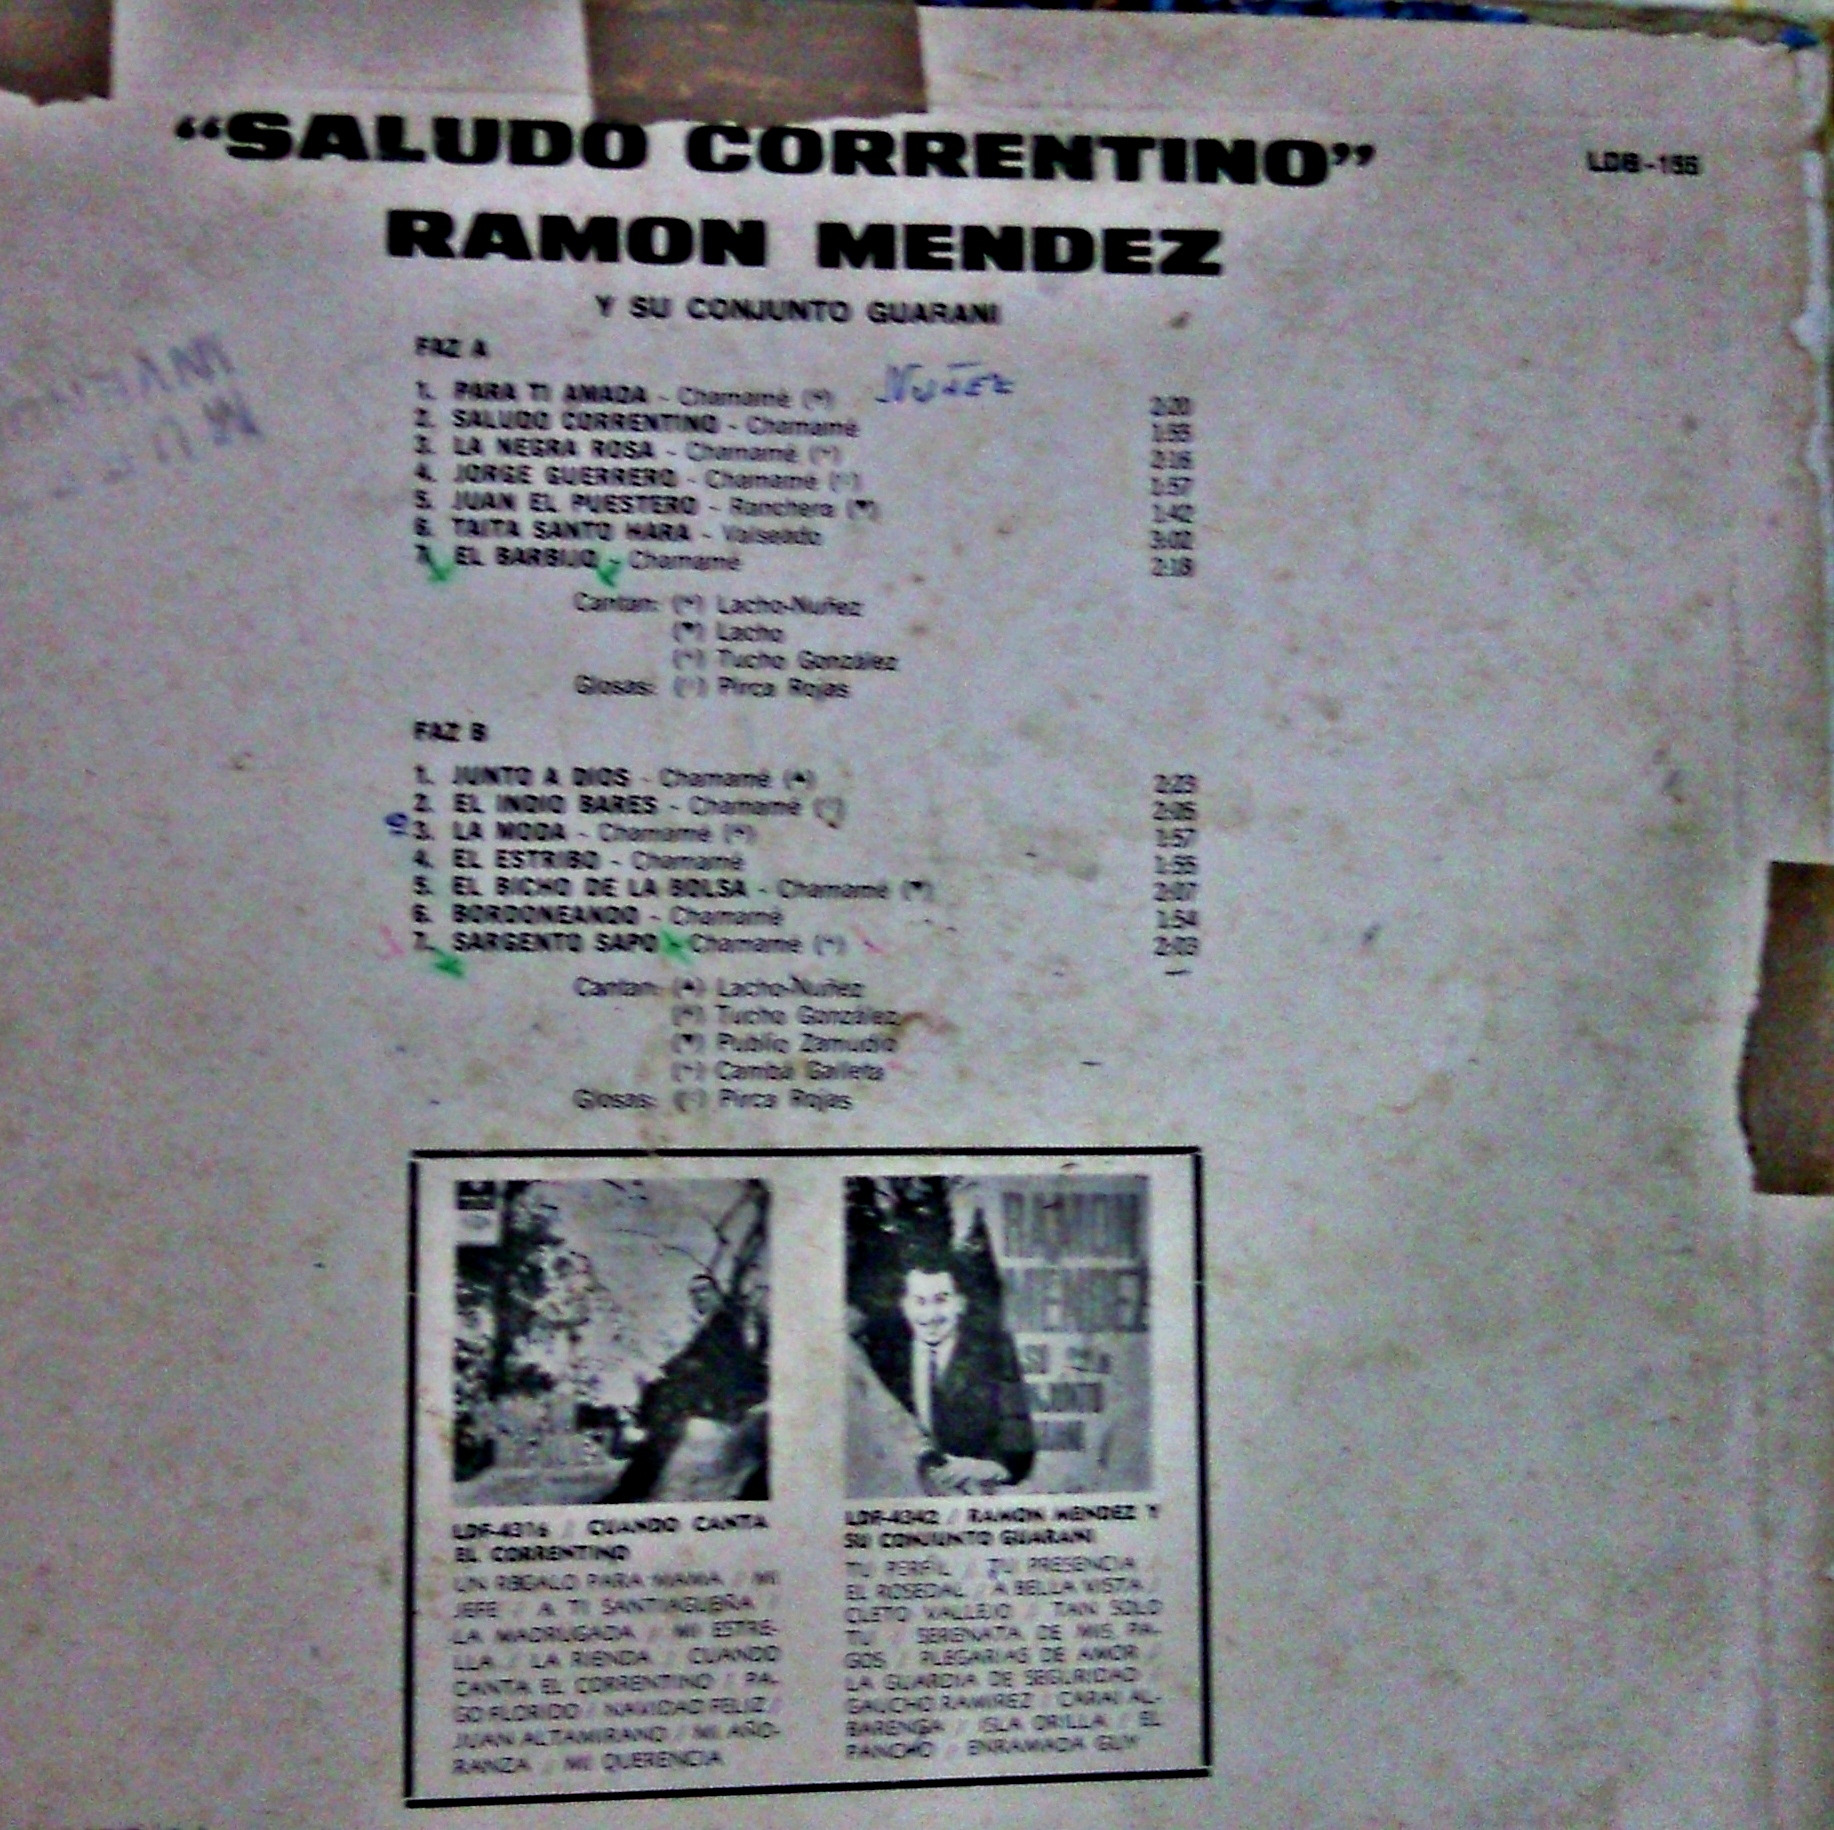 “SALUDO CORRENTINO”
LDB-155
RAMON MENDEZ
Y SU CONJUNTO GUARANI
FAZ A
Nuñez
1. PARA TI AMADA - Chamamé (*) 2:20
2. SALUDO CORRENTINO - Chamamé 1:55
3. LA NEGRA ROSA - Chamamé (*) 2:16
4. JORGE GUERRERO - Chamamé ( ) 1:57
5. JUAN EL PUESTERO - Ranchera (▼) 1:42
6. TAITA SANTO HARA - Valseado 3:02
7. EL BARBIJO - Chamamé 2:18
Cantan: (*) Lacho-Nuñez
(▼) Lacho
(*) Tucho González
Glosas: ( ) Pirca Rojas
FAZ B
1. JUNTO A DIOS - Chamamé (▲) 2:23
2. EL INDIO BARES - Chamamé ( ) 2:05
3. LA MODA - Chamamé (*) 1:57
4. EL ESTRIBO - Chamamé 1:55
5. EL BICHO DE LA BOLSA - Chamamé (▼) 2:07
6. BORDONEANDO - Chamamé 1:54
7. SARGENTO SAPO - Chamamé (*) 2:03
Cantan: (▲) Lacho-Nuñez
(*) Tucho González
(▼) Publio Zamudio
(*) Cambá Galleta
Glosas: ( ) Pirca Rojas
RAMON
MENDEZ
LDF-4316 / CUANDO CANTA
EL CORRENTINO
UN REGALO PARA MAMA / MI
JEFE / A TI SANTIAGUEÑA /
LA MADRUGADA / MI ESTRE-
LLA / LA RIENDA / CUANDO
CANTA EL CORRENTINO / PA-
GO FLORIDO / NAVIDAD FELIZ /
JUAN ALTAMIRANO / MI AÑO-
RANZA / MI QUERENCIA
LDF-4342 / RAMON MENDEZ Y
SU CONJUNTO GUARANI
TU PERFIL / TU PRESENCIA /
EL ROSEDAL / A BELLA VISTA /
CLETO VALLEJO / TAN SOLO
TU / SERENATA DE MIS PA-
GOS / PLEGARIAS DE AMOR /
LA GUARDIA DE SEGURIDAD /
GAUCHO RAMIREZ / CARAI AL-
BARENGA / ISLA ORILLA / EL
PANCHO / ENRAMADA GUY